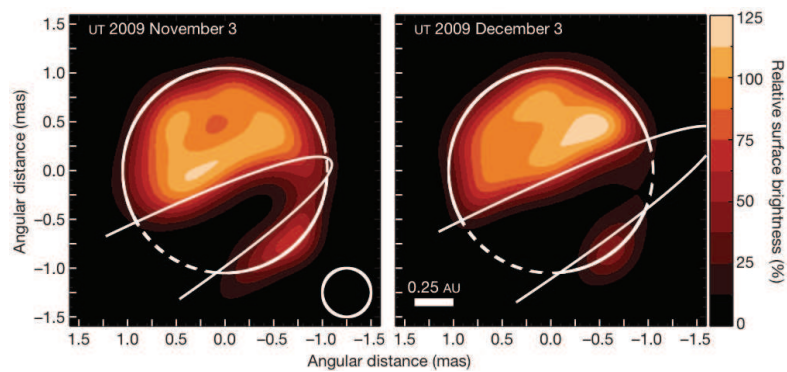 UT 2009 November 3
UT 2009 December 3
1.5
1.0
0.5
0.0
−0.5
−1.0
−1.5
Angular distance (mas)
0.25 AU
1.5 1.0 0.5 0.0 −0.5 −1.0 −1.5
1.5 1.0 0.5 0.0 −0.5 −1.0 −1.5
Angular distance (mas)
125
100
75
50
25
0
Relative surface brightness (%)